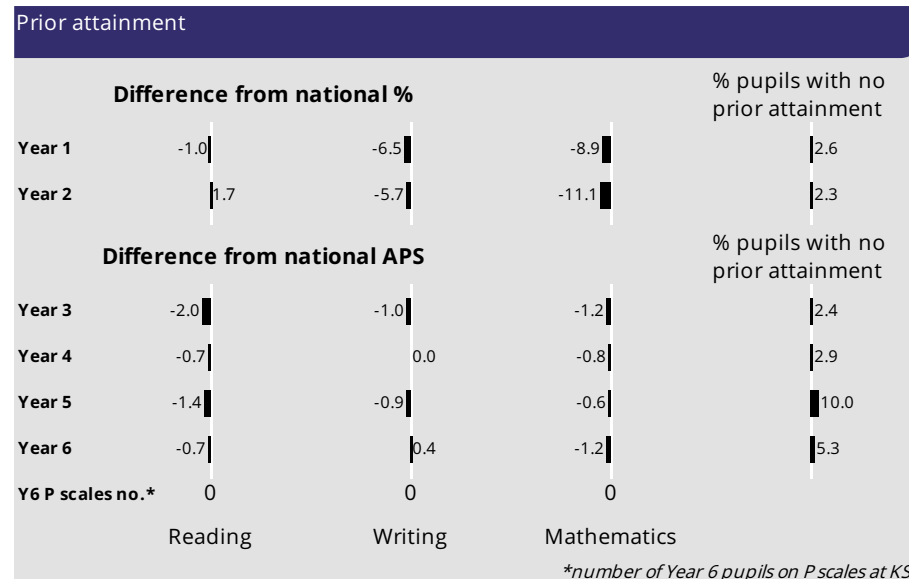 Prior attainment
Difference from national %
% pupils with no
prior attainment
Year 1 -1.0 -6.5 -8.9 2.6
Year 2 1.7 -5.7 -11.1 2.3
Difference from national APS
% pupils with no
prior attainment
Year 3 -2.0 -1.0 -1.2 2.4
Year 4 -0.7 0.0 -0.8 2.9
Year 5 -1.4 -0.9 -0.6 10.0
Year 6 -0.7 0.4 -1.2 5.3
Y6 P scales no.* 0 0 0
Reading Writing Mathematics
*number of Year 6 pupils on P scales at KS